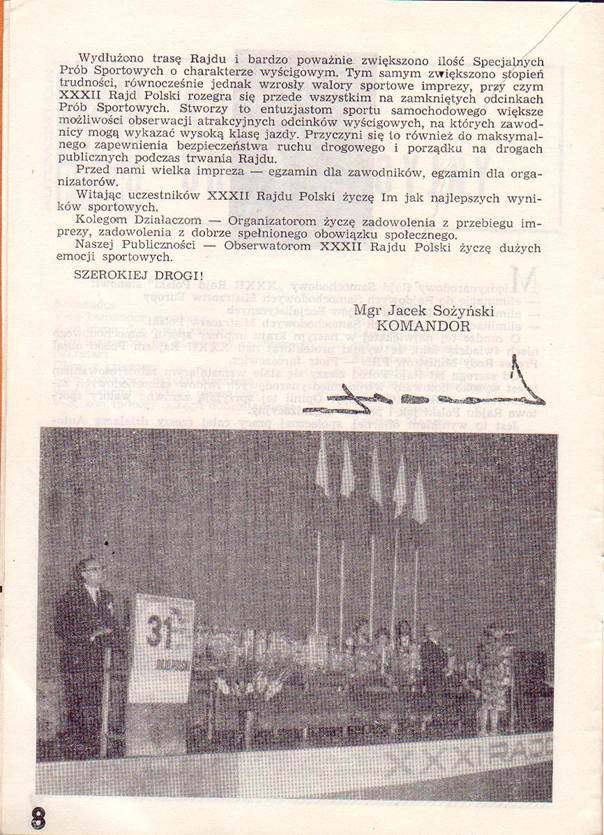 Wydłużono trasę Rajdu i bardzo poważnie zwiększono ilość Specjalnych
Prób Sportowych o charakterze wyścigowym. Tym samym zwiększono stopień
trudności, równocześnie jednak wzrosły walory sportowe imprezy, przy czym
XXXII Rajd Polski rozegra się przede wszystkim na zamkniętych odcinkach
Prób Sportowych. Stworzy to entuzjastom sportu samochodowego większe
możliwości obserwacji atrakcyjnych odcinków wyścigowych, na których zawod-
nicy mogą wykazać wysoką klasę jazdy. Przyczyni się to również do maksymal-
nego zapewnienia bezpieczeństwa ruchu drogowego i porządku na drogach
publicznych podczas trwania Rajdu.
Przed nami wielka impreza — egzamin dla zawodników, egzamin dla orga-
nizatorów.
Witając uczestników XXXII Rajdu Polski życzę Im jak najlepszych wyni-
ków sportowych.
Kolegom Działaczom — Organizatorom życzę zadowolenia z przebiegu im-
prezy, zadowolenia z dobrze spełnionego obowiązku społecznego.
Naszej Publiczności — Obserwatorom XXXII Rajdu Polski życzę dużych
emocji sportowych.
SZEROKIEJ DROGI!
Mgr Jacek Sożyński
KOMANDOR
31
RAJD POLSKI
XXXI RAJD
8